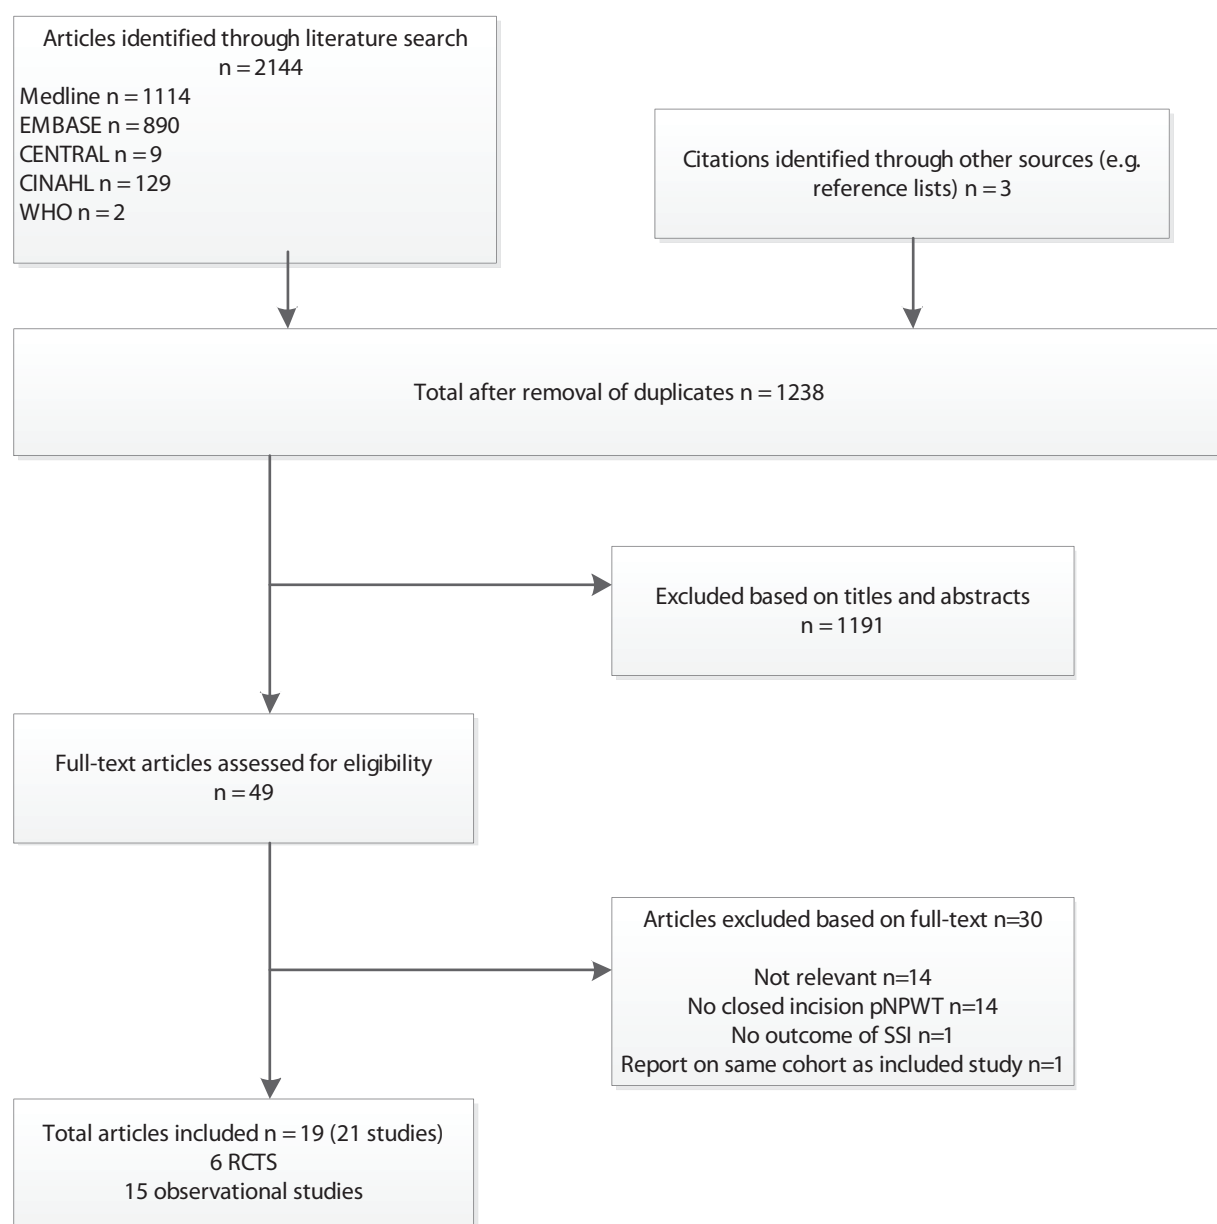 Articles identified through literature search
n = 2144
Medline n = 1114
EMBASE n = 890
CENTRAL n = 9
CINAHL n = 129
WHO n = 2
Citations identified through other sources (e.g.
reference lists) n = 3
Total after removal of duplicates n = 1238
Excluded based on titles and abstracts
n = 1191
Full-text articles assessed for eligibility
n = 49
Articles excluded based on full-text n=30
Not relevant n=14
No closed incision pNPWT n=14
No outcome of SSI n=1
Report on same cohort as included study n=1
Total articles included n = 19 (21 studies)
6 RCTS
15 observational studies